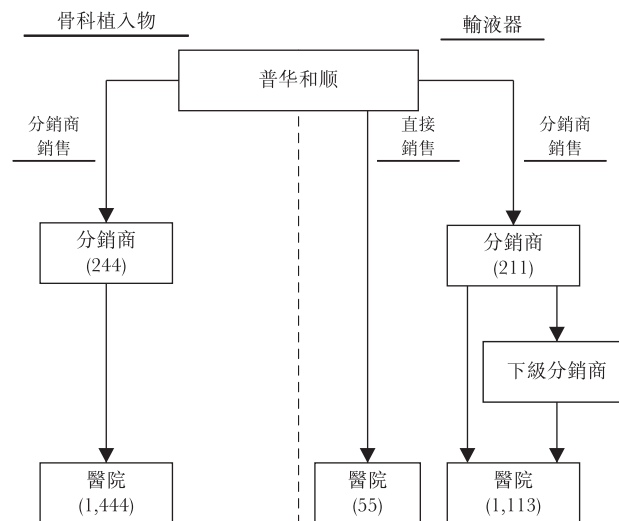 骨科植入物
輸液器
普华和顺
分銷商
銷售
直接
銷售
分銷商
銷售
分銷商
(244)
分銷商
(211)
下級分銷商
醫院
(1,444)
醫院
(55)
醫院
(1,113)